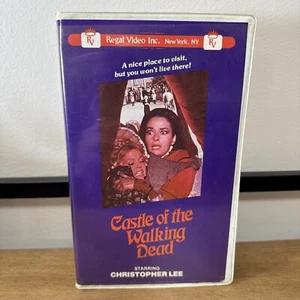 Regal Video Inc. New York, NY
RV
RV
A nice place to visit,
but you won't live there!
Castle of the
Walking
Dead
STARRING
CHRISTOPHER LEE